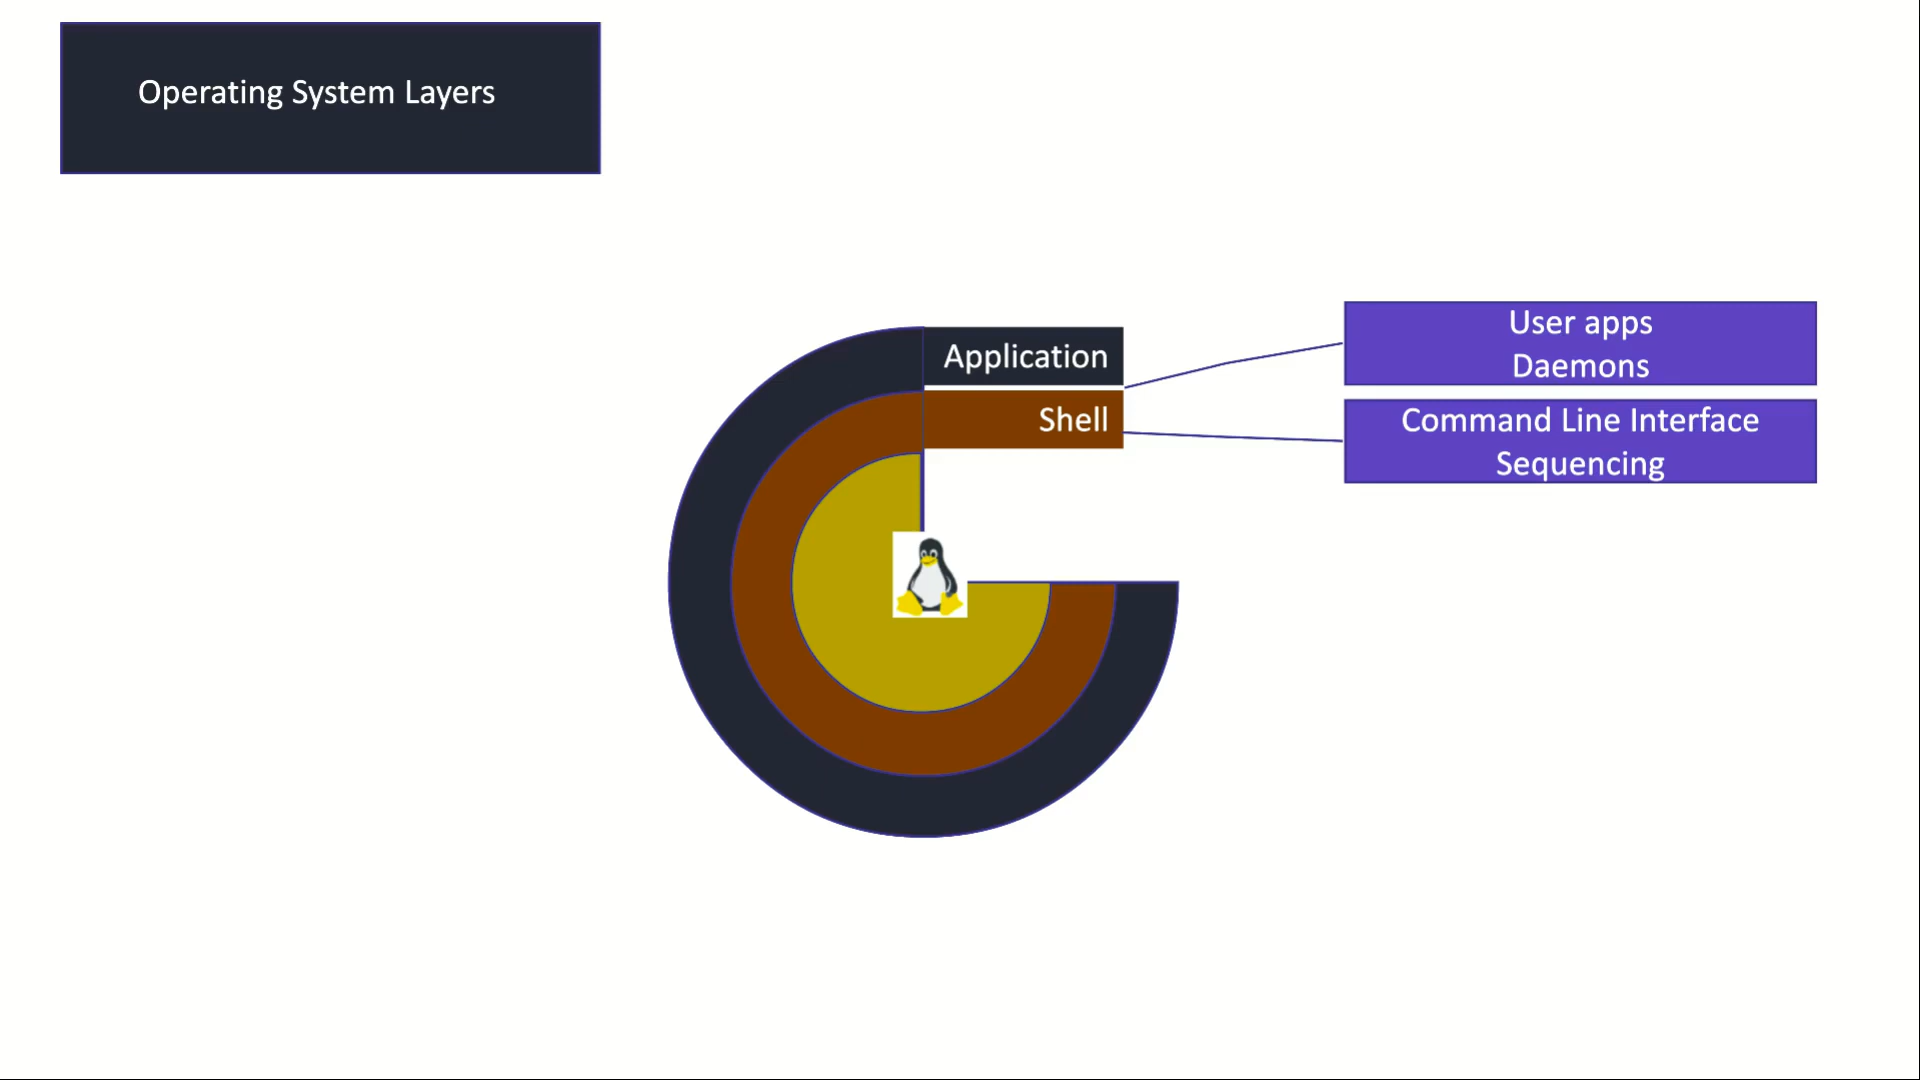 Operating System Layers
Application
Shell
User apps
Daemons
Command Line Interface
Sequencing